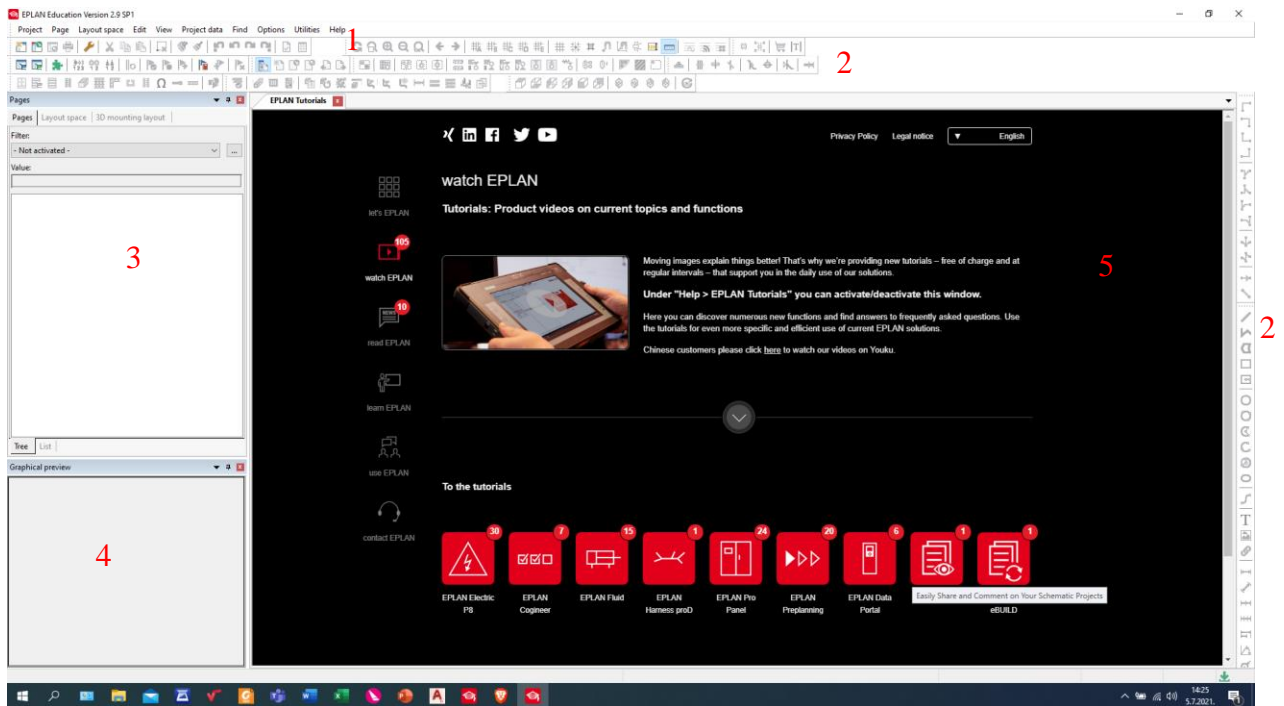 EPLAN Education Version 2.9 SP1
Project Page Layout space Edit View Project data Find Options Utilities Help
1
2
Pages
EPLAN Tutorials
Pages Layout space 3D mounting layout
Filter:
- Not activated -
...
Value:
3
Tree List
Graphical preview
4
Privacy Policy Legal notice English
let's EPLAN
105
watch EPLAN
NEWS
10
read EPLAN
learn EPLAN
use EPLAN
contact EPLAN
watch EPLAN
Tutorials: Product videos on current topics and functions
Moving images explain things better! That's why we're providing new tutorials – free of charge and at
regular intervals – that support you in the daily use of our solutions.
Under "Help > EPLAN Tutorials" you can activate/deactivate this window.
Here you can discover numerous new functions and find answers to frequently asked questions. Use
the tutorials for even more specific and efficient use of current EPLAN solutions.
Chinese customers please click here to watch our videos on Youku.
5
2
To the tutorials
30 7 15 1 24 20 6 1 1
EPLAN Electric P8
EPLAN Cogineer
EPLAN Fluid
EPLAN Harness proD
EPLAN Pro Panel
EPLAN Preplanning
EPLAN Data Portal
Easily Share and Comment on Your Schematic Projects
eBUILD
14:25
5.7.2021.